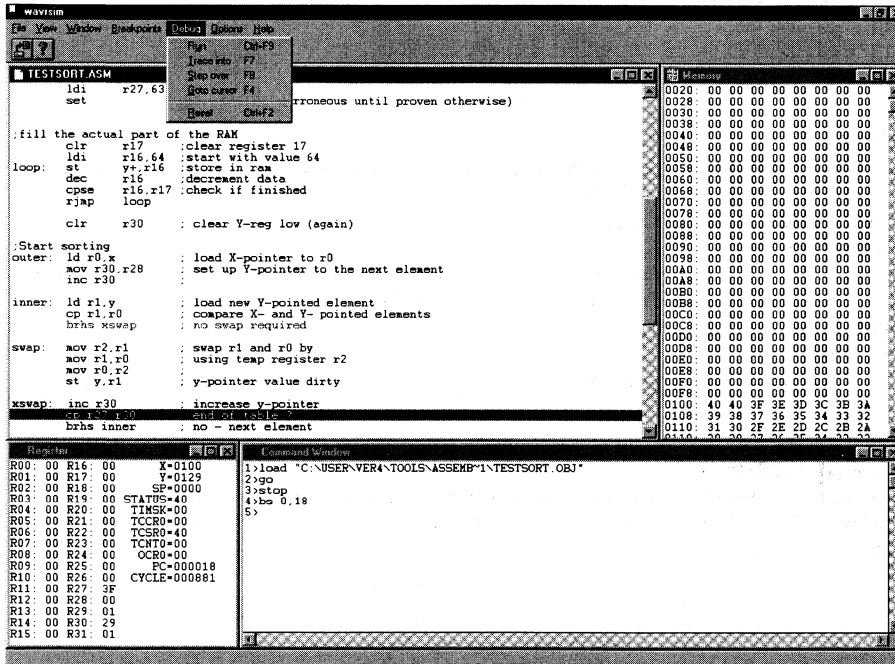 wavrsim
File View Window Breakpoints Debug Options Help
Run Ctrl+F9
Trace into F7
Step over F8
Goto cursor F4
Reset Ctrl+F2
TESTSORT.ASM
ldi r27,63
set rroneous until proven otherwise)
;fill the actual part of the RAM
clr r17 ;clear register 17
ldi r16,64 ;start with value 64
loop: st y+,r16 ;store in ram
dec r16 ;decrement data
cpse r16,r17 ;check if finished
rjmp loop
clr r30 ; clear Y-reg low (again)
;Start sorting
outer: ld r0,x ; load X-pointer to r0
mov r30,r28 ; set up Y-pointer to the next element
inc r30 ;
inner: ld r1,y ; load new Y-pointed element
cp r1,r0 ; compare X- and Y- pointed elements
brhs xswap ; no swap required
swap: mov r2,r1 ; swap r1 and r0 by
mov r1,r0 ; using temp register r2
mov r0,r2 ;
st y,r1 ; y-pointer value dirty
xswap: inc r30 ; increase y-pointer
cp r27,r30 ; end of table ?
brhs inner ; no - next element
Memory
0020: 00 00 00 00 00 00 00 00
0028: 00 00 00 00 00 00 00 00
0030: 00 00 00 00 00 00 00 00
0038: 00 00 00 00 00 00 00 00
0040: 00 00 00 00 00 00 00 00
0048: 00 00 00 00 00 00 00 00
0050: 00 00 00 00 00 00 00 00
0058: 00 00 00 00 00 00 00 00
0060: 00 00 00 00 00 00 00 00
0068: 00 00 00 00 00 00 00 00
0070: 00 00 00 00 00 00 00 00
0078: 00 00 00 00 00 00 00 00
0080: 00 00 00 00 00 00 00 00
0088: 00 00 00 00 00 00 00 00
0090: 00 00 00 00 00 00 00 00
0098: 00 00 00 00 00 00 00 00
00A0: 00 00 00 00 00 00 00 00
00A8: 00 00 00 00 00 00 00 00
00B0: 00 00 00 00 00 00 00 00
00B8: 00 00 00 00 00 00 00 00
00C0: 00 00 00 00 00 00 00 00
00C8: 00 00 00 00 00 00 00 00
00D0: 00 00 00 00 00 00 00 00
00D8: 00 00 00 00 00 00 00 00
00E0: 00 00 00 00 00 00 00 00
00E8: 00 00 00 00 00 00 00 00
00F0: 00 00 00 00 00 00 00 00
00F8: 00 00 00 00 00 00 00 00
0100: 40 40 3F 3E 3D 3C 3B 3A
0108: 39 38 37 36 35 34 33 32
0110: 31 30 2F 2E 2D 2C 2B 2A
Register
R00: 00 R16: 00 X=0100
R01: 00 R17: 00 Y=0129
R02: 00 R18: 00 SP=0000
R03: 00 R19: 00 STATUS=40
R04: 00 R20: 00 TIMSK=00
R05: 00 R21: 00 TCCR0=00
R06: 00 R22: 00 TCSR0=40
R07: 00 R23: 00 TCNT0=00
R08: 00 R24: 00 OCR0=00
R09: 00 R25: 00 PC=000018
R10: 00 R26: 00 CYCLE=000881
R11: 00 R27: 3F
R12: 00 R28: 00
R13: 00 R29: 01
R14: 00 R30: 29
R15: 00 R31: 01
Command Window
1>load "C:\USER\VER4\TOOLS\ASSEMB~1\TESTSORT.OBJ"
2>go
3>stop
4>bs 0,18
5>